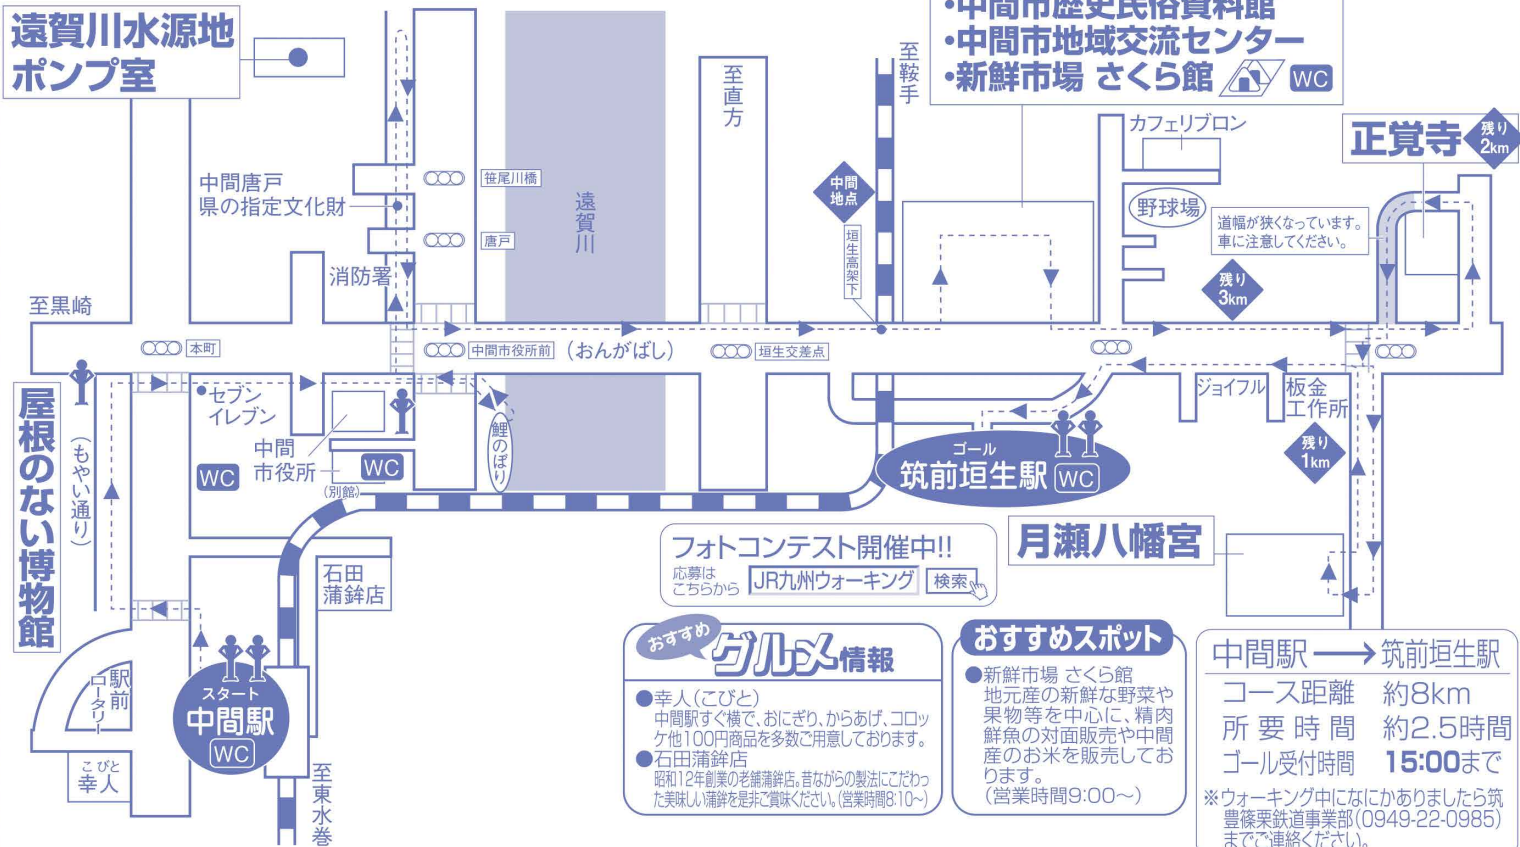 遠賀川水源地
ポンプ室
中間唐戸
県の指定文化財
消防署
至黒崎
本町
セブン
イレブン
中間
市役所
(別館)
WC
WC
屋根のない博物館
(もやい通り)
駅前
ロータリー
こびと
幸人
スタート
中間駅
WC
石田
蒲鉾店
至東水巻
笹尾川橋
唐戸
中間市役所前
(おんがばし)
遠賀川
鯉のぼり
至直方
垣生交差点
至鞍手
中間
地点
垣生高架下
・中間市歴史民俗資料館
・中間市地域交流センター
・新鮮市場 さくら館
WC
カフェリブロン
野球場
正覚寺
残り
2km
道幅が狭くなっています。
車に注意してください。
残り
3km
ジョイフル
板金
工作所
残り
1km
ゴール
筑前垣生駅
WC
月瀬八幡宮
フォトコンテスト開催中!!
応募は
こちらから
JR九州ウォーキング
検索
おすすめ
グルメ情報
●幸人(こびと)
中間駅すぐ横で、おにぎり、からあげ、コロッ
ケ他100円商品を多数ご用意しております。
●石田蒲鉾店
昭和12年創業の老舗蒲鉾店。昔ながらの製法にこだわっ
た美味しい蒲鉾を是非ご賞味ください。(営業時間8:10〜)
おすすめスポット
●新鮮市場 さくら館
地元産の新鮮な野菜や
果物等を中心に、精肉
鮮魚の対面販売や中間
産のお米を販売してお
ります。
(営業時間9:00〜)
中間駅→筑前垣生駅
コース距離 約8km
所要時間 約2.5時間
ゴール受付時間 15:00まで
※ウォーキング中になにかありましたら筑
豊篠栗鉄道事業部(0949-22-0985)
までご連絡ください。